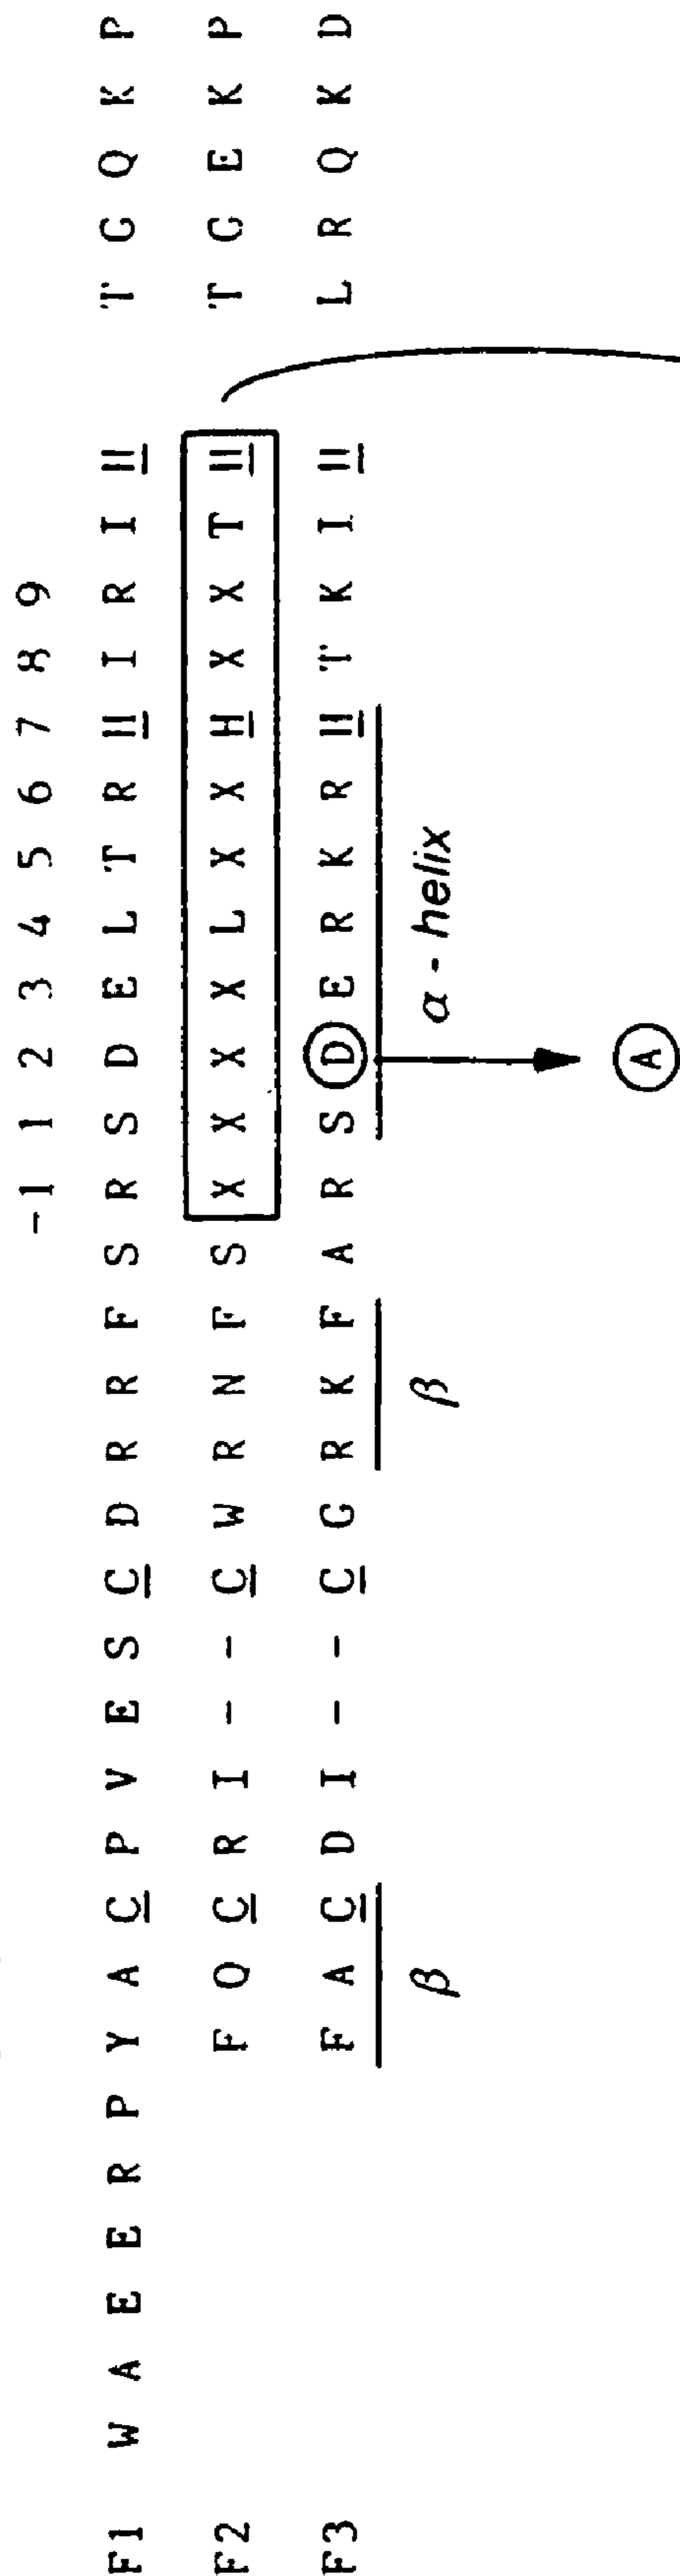 -1 1 2 3 4 5 6 7 8 9
F1 W A E E R P Y A C P V E S C D R R F S R S D E L T R H I R I H T G Q K P
F2 F Q C R I - - C W R N F S X X X X L X X H X X T H T G E K P
F3 F A C D I - - C G R K F A R S D E R K R H T K I H L R Q K D
β β α - helix
A